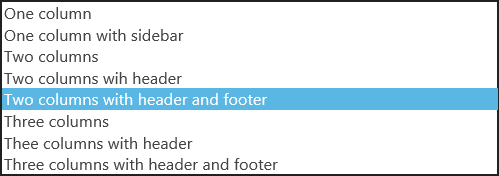 One column
One column with sidebar
Two columns
Two columns wih header
Two columns with header and footer
Three columns
Thee columns with header
Three columns with header and footer